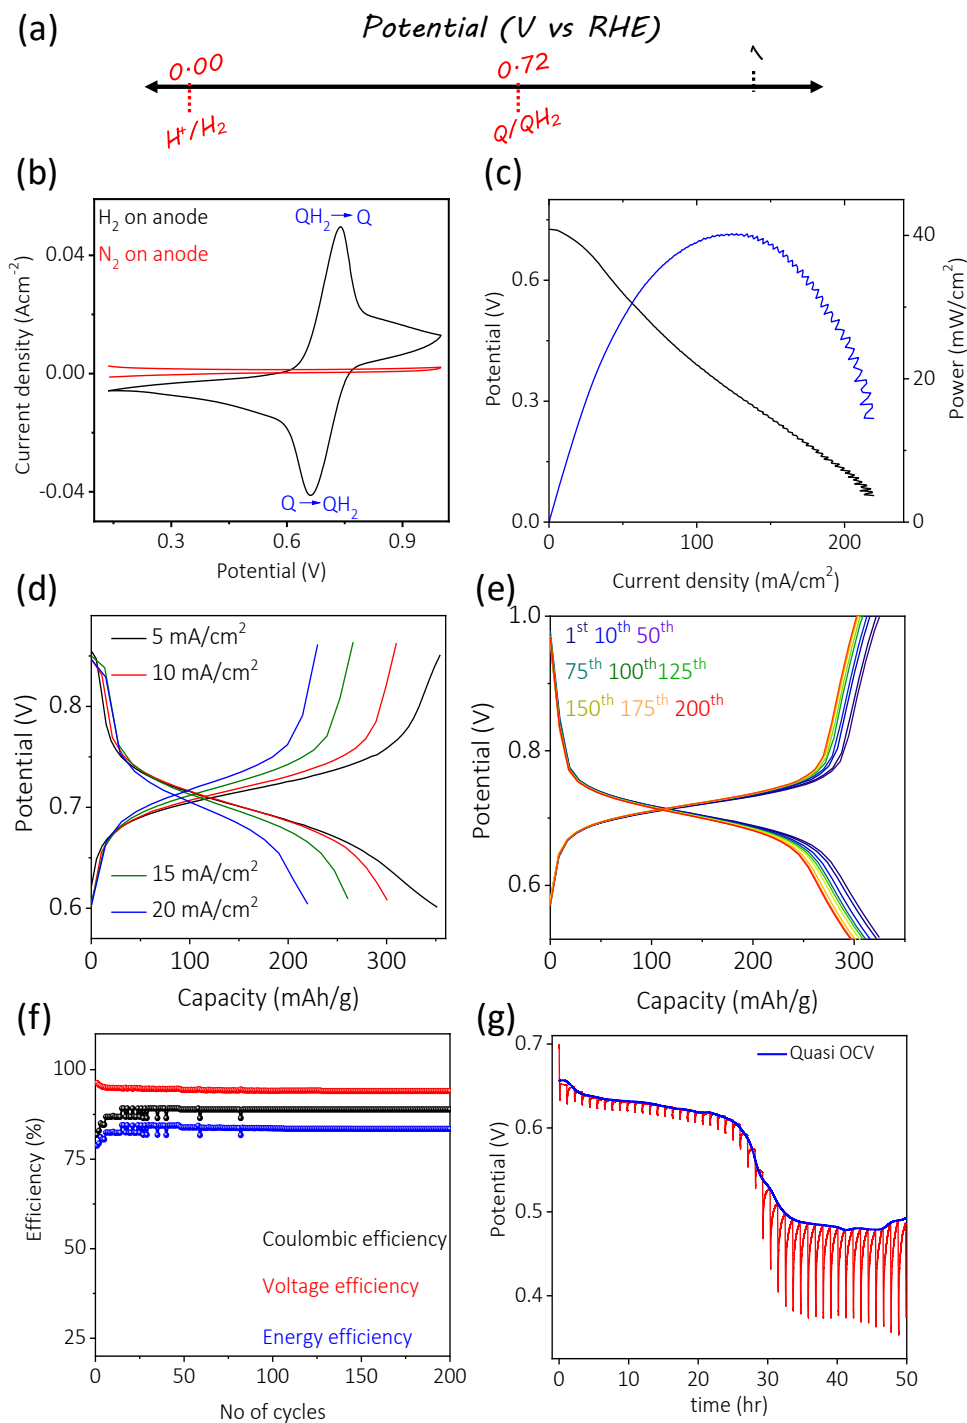 (a)
Potential (V vs RHE)
0.00
0.72
1
H⁺/H₂
Q/QH₂
(b)
H₂ on anode
N₂ on anode
QH₂→Q
Q→QH₂
0.04
0.00
-0.04
Current density (Acm⁻²)
0.3
0.6
0.9
Potential (V)
(c)
0.6
0.3
0.0
Potential (V)
40
20
0
Power (mW/cm²)
0
100
200
Current density (mA/cm²)
(d)
5 mA/cm²
10 mA/cm²
15 mA/cm²
20 mA/cm²
0.8
0.7
0.6
Potential (V)
0
100
200
300
Capacity (mAh/g)
(e)
1ˢᵗ 10ᵗʰ 50ᵗʰ
75ᵗʰ 100ᵗʰ 125ᵗʰ
150ᵗʰ 175ᵗʰ 200ᵗʰ
1.0
0.8
0.6
Potential (V)
0
100
200
300
Capacity (mAh/g)
(f)
100
75
50
25
Efficiency (%)
Coulombic efficiency
Voltage efficiency
Energy efficiency
0
50
100
150
200
No of cycles
(g)
Quasi OCV
0.7
0.6
0.5
0.4
Potential (V)
0
10
20
30
40
50
time (hr)